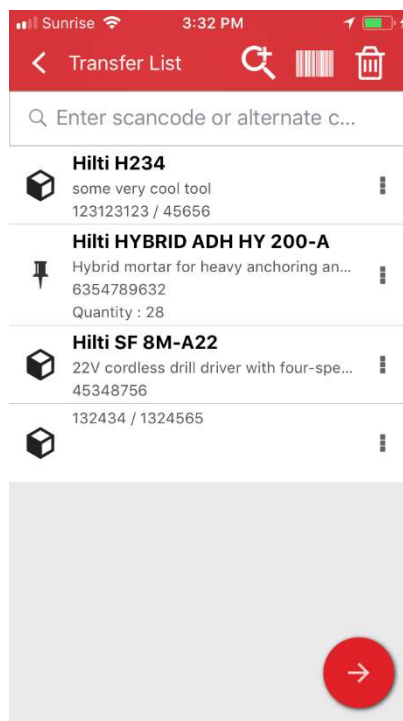 Sunrise 3:32 PM
Transfer List
Enter scancode or alternate c...
Hilti H234
some very cool tool
123123123 / 45656
Hilti HYBRID ADH HY 200-A
Hybrid mortar for heavy anchoring an...
6354789632
Quantity : 28
Hilti SF 8M-A22
22V cordless drill driver with four-spe...
45348756
132434 / 1324565